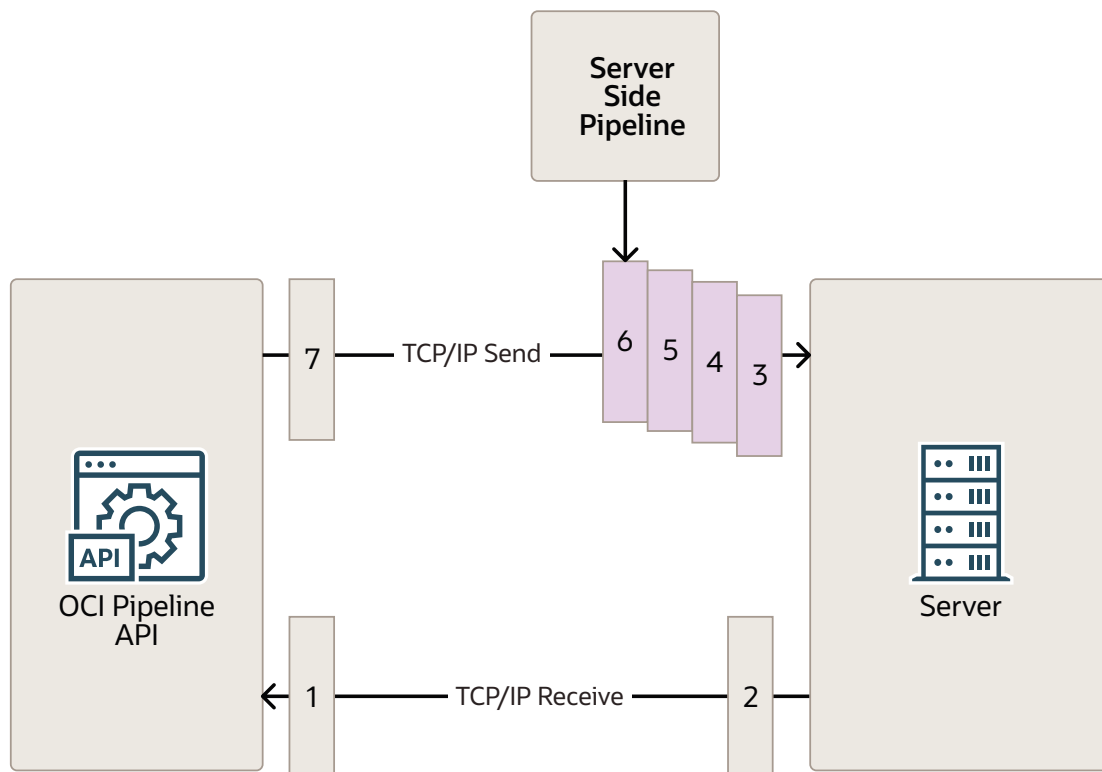 Server
Side
Pipeline
6
5
4
3
7
TCP/IP Send
API
OCI Pipeline
API
Server
1
TCP/IP Receive
2